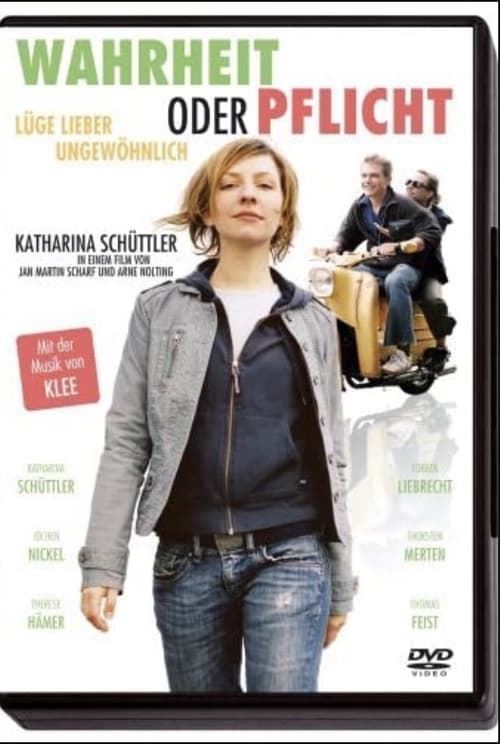 WAHRHEIT
ODER PFLICHT
LÜGE LIEBER
UNGEWÖHNLICH
KATHARINA SCHÜTTLER
IN EINEM FILM VON
JAN MARTIN SCHARF UND ARNE NOLTING
Mit der
Musik von
KLEE
KATHARINA
SCHÜTTLER
JOCHEN
NICKEL
THERESE
HÄMER
FLORIAN
LIEBRECHT
THORSTEN
MERTEN
THOMAS
FEIST
DVD
VIDEO